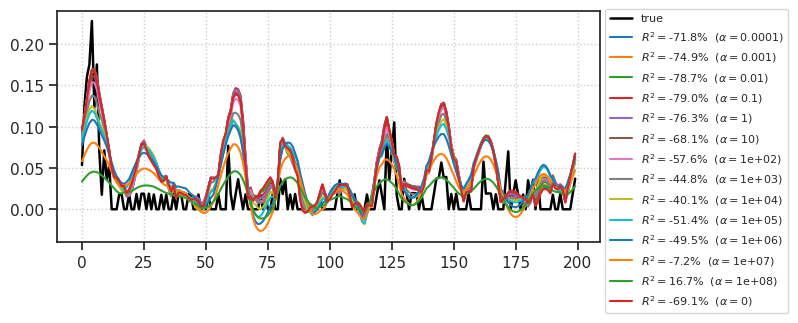 0.20
0.15
0.10
0.05
0.00
0 25 50 75 100 125 150 175 200
true
R² = -71.8% (α = 0.0001)
R² = -74.9% (α = 0.001)
R² = -78.7% (α = 0.01)
R² = -79.0% (α = 0.1)
R² = -76.3% (α = 1)
R² = -68.1% (α = 10)
R² = -57.6% (α = 1e+02)
R² = -44.8% (α = 1e+03)
R² = -40.1% (α = 1e+04)
R² = -51.4% (α = 1e+05)
R² = -49.5% (α = 1e+06)
R² = -7.2% (α = 1e+07)
R² = 16.7% (α = 1e+08)
R² = -69.1% (α = 0)